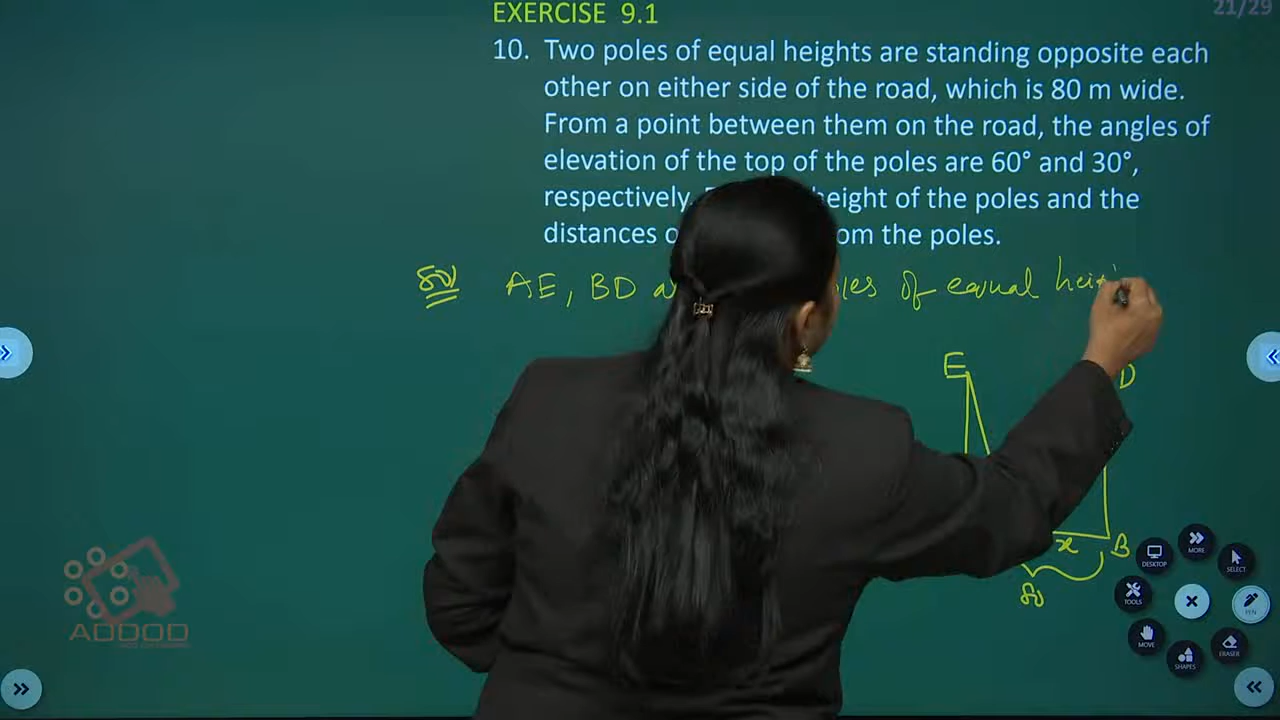 21/29
EXERCISE 9.1
10. Two poles of equal heights are standing opposite each
other on either side of the road, which is 80 m wide.
From a point between them on the road, the angles of
elevation of the top of the poles are 60° and 30°,
respectively. height of the poles and the
distances from the poles.
Sol AE, BD of equal
E
D
x B
80
DESKTOP
MORE
SELECT
TOOLS
PEN
MOVE
SHAPES
ERASER